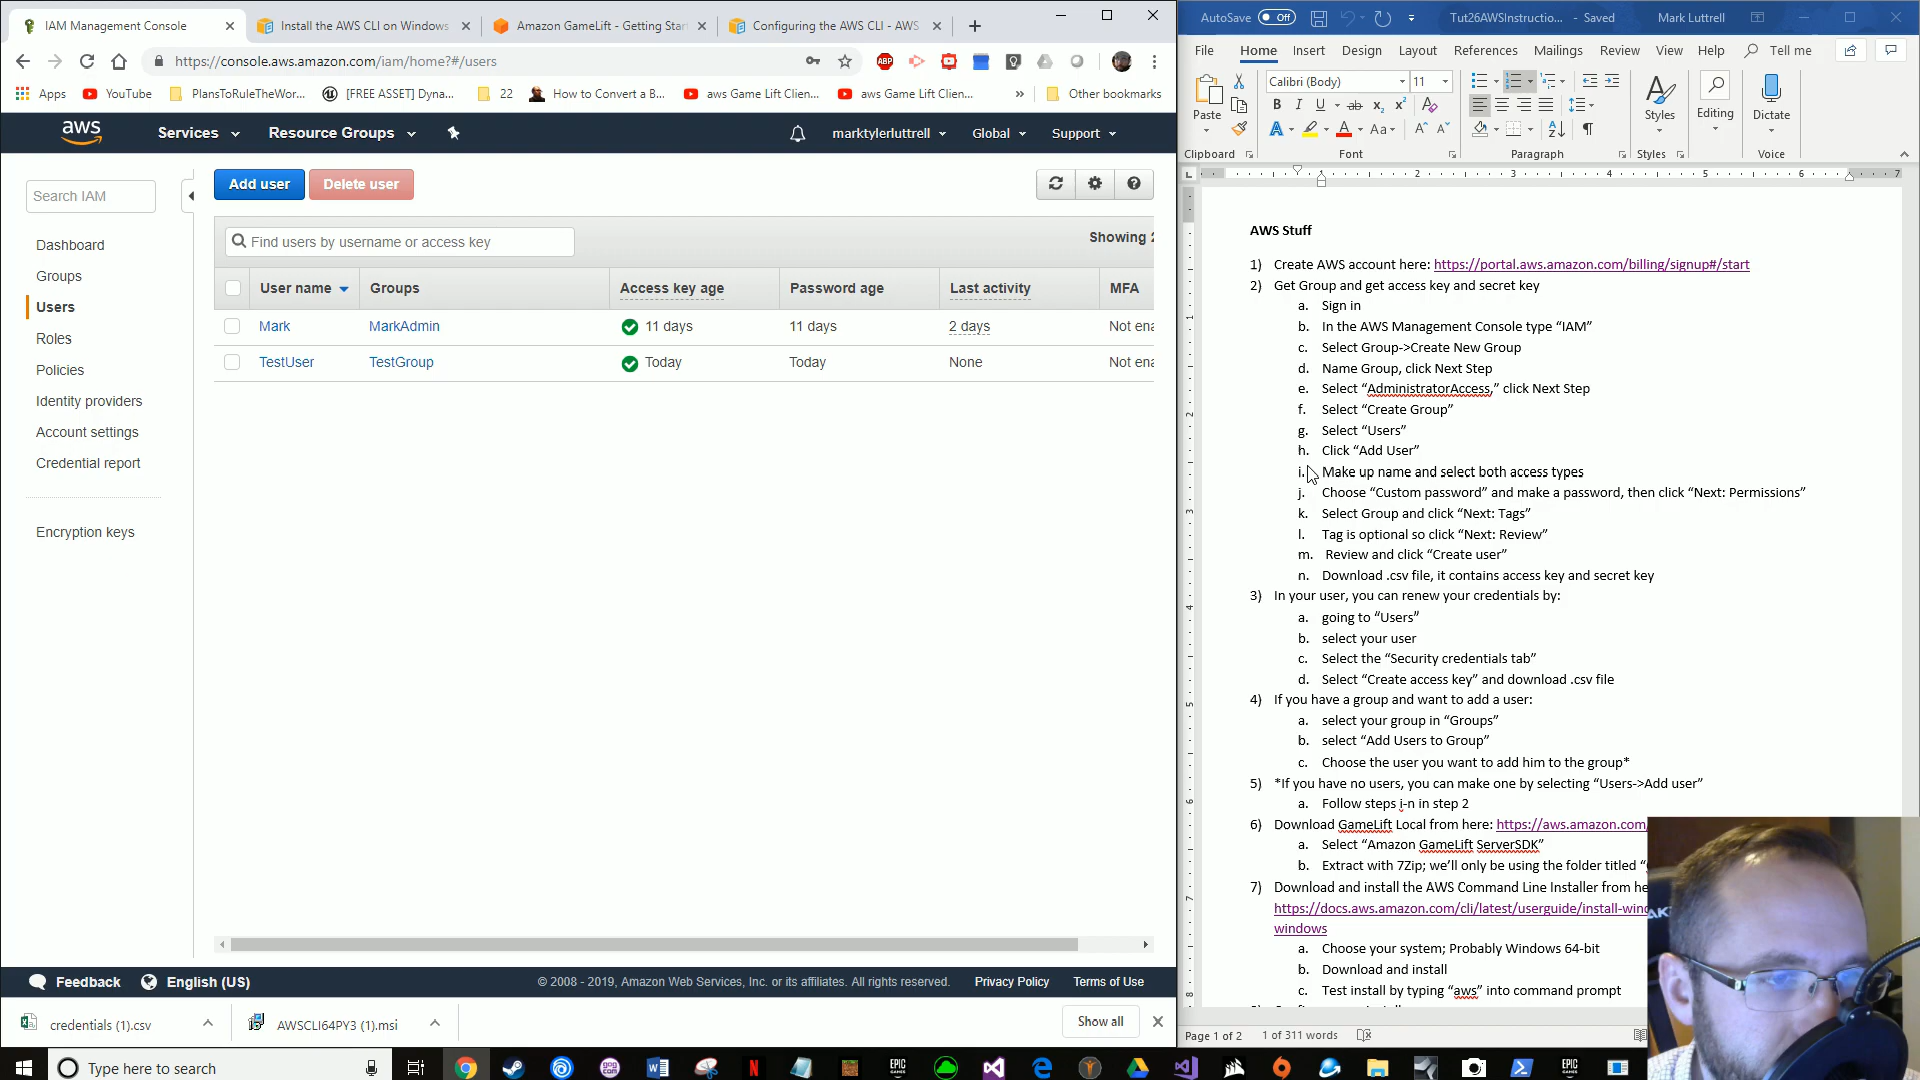 IAM Management Console
Install the AWS CLI on Windows
Amazon GameLift - Getting Star
Configuring the AWS CLI - AWS
https://console.aws.amazon.com/iam/home?#/users
ABP
Apps
YouTube
PlansToRuleTheWor...
[FREE ASSET] Dyna...
22
How to Convert a B...
aws Game Lift Clien...
aws Game Lift Clien...
»
Other bookmarks
aws
Services
Resource Groups
marktylerluttrell
Global
Support
Search IAM
Dashboard
Groups
Users
Roles
Policies
Identity providers
Account settings
Credential report
Encryption keys
Add user
Delete user
Find users by username or access key
Showing 2
User name Groups Access key age Password age Last activity MFA
Mark MarkAdmin 11 days 11 days 2 days Not ena
TestUser TestGroup Today Today None Not ena
Feedback English (US) © 2008 - 2019, Amazon Web Services, Inc. or its affiliates. All rights reserved. Privacy Policy Terms of Use
credentials (1).csv
AWSCLI64PY3 (1).msi
Show all
Type here to search
AutoSave Off
Tut26AWSInstructio... - Saved
Mark Luttrell
File Home Insert Design Layout References Mailings Review View Help Tell me
Calibri (Body) 11
Paste
Styles
Editing
Dictate
Clipboard Font Paragraph Styles Voice
AWS Stuff
1) Create AWS account here: https://portal.aws.amazon.com/billing/signup#/start
2) Get Group and get access key and secret key
a. Sign in
b. In the AWS Management Console type “IAM”
c. Select Group->Create New Group
d. Name Group, click Next Step
e. Select “AdministratorAccess,” click Next Step
f. Select “Create Group”
g. Select “Users”
h. Click “Add User”
i. Make up name and select both access types
j. Choose “Custom password” and make a password, then click “Next: Permissions”
k. Select Group and click “Next: Tags”
l. Tag is optional so click “Next: Review”
m. Review and click “Create user”
n. Download .csv file, it contains access key and secret key
3) In your user, you can renew your credentials by:
a. going to “Users”
b. select your user
c. Select the “Security credentials tab”
d. Select “Create access key” and download .csv file
4) If you have a group and want to add a user:
a. select your group in “Groups”
b. select “Add Users to Group”
c. Choose the user you want to add him to the group*
5) *If you have no users, you can make one by selecting “Users->Add user”
a. Follow steps i-n in step 2
6) Download GameLift Local from here: https://aws.amazon.com/
a. Select “Amazon GameLift ServerSDK”
b. Extract with 7Zip; we’ll only be using the folder titled
7) Download and install the AWS Command Line Installer from he
https://docs.aws.amazon.com/cli/latest/userguide/install-wind
windows
a. Choose your system; Probably Windows 64-bit
b. Download and install
c. Test install by typing “aws” into command prompt
Page 1 of 2 1 of 311 words